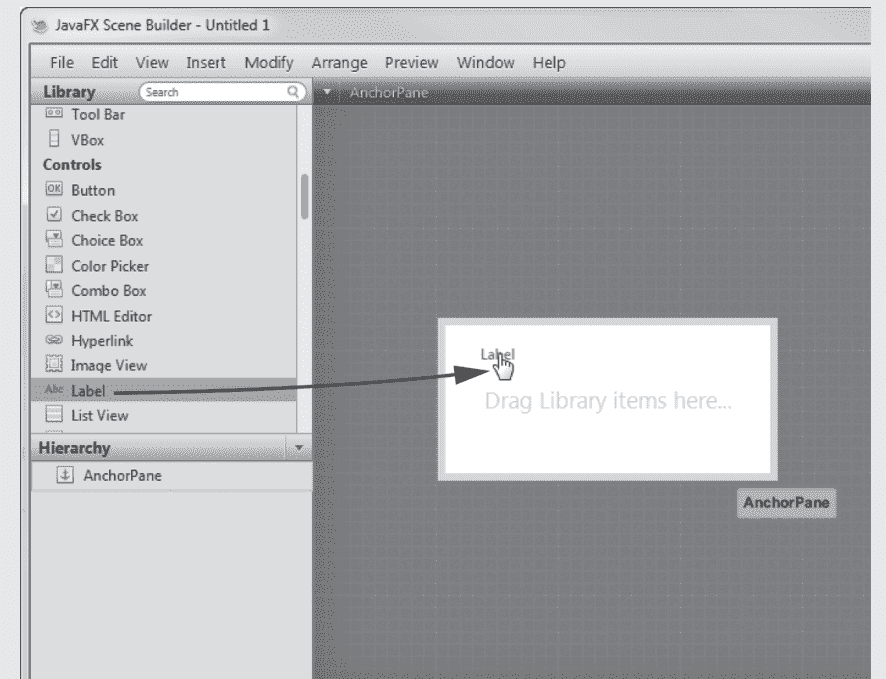 JavaFX Scene Builder - Untitled 1
File Edit View Insert Modify Arrange Preview Window Help
Library Search AnchorPane
Tool Bar
VBox
Controls
OK Button
Check Box
Choice Box
Color Picker
Combo Box
HTML Editor
Hyperlink
Image View
Abc Label
List View
Label
Drag Library items here...
Hierarchy
AnchorPane
AnchorPane